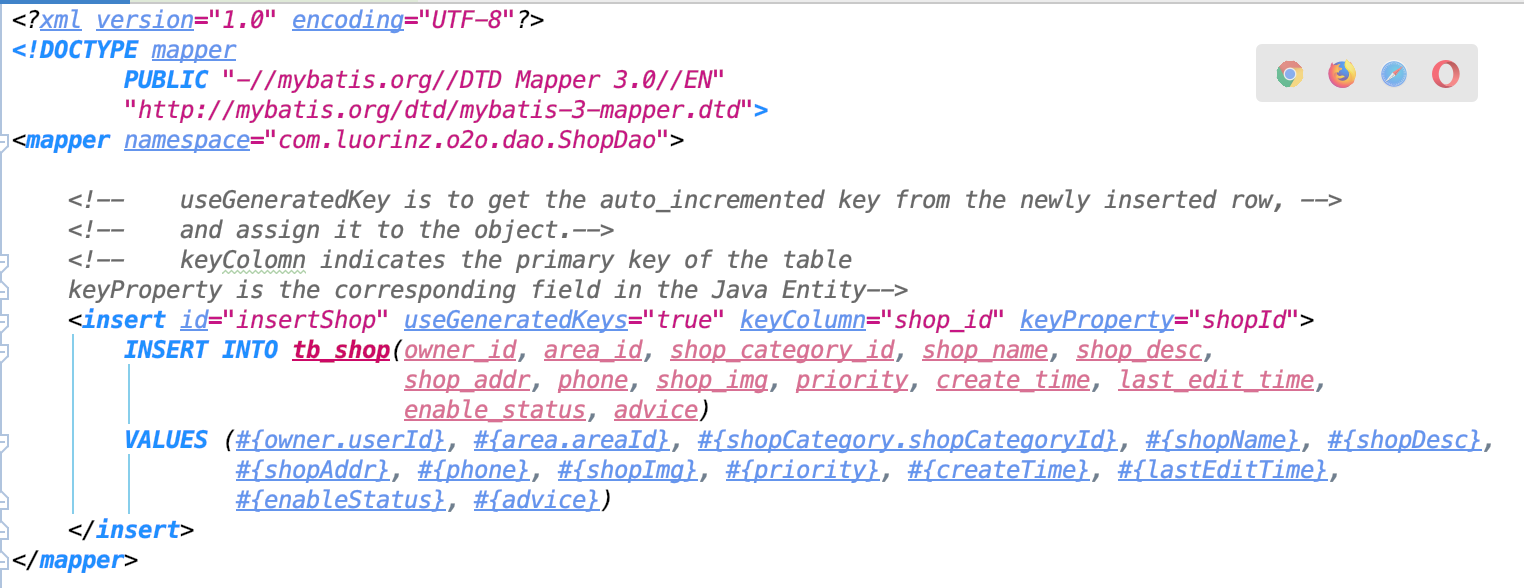 <?xml version="1.0" encoding="UTF-8"?>
<!DOCTYPE mapper
PUBLIC "-//mybatis.org//DTD Mapper 3.0//EN"
"http://mybatis.org/dtd/mybatis-3-mapper.dtd">
<mapper namespace="com.luorinz.o2o.dao.ShopDao">
<!-- useGeneratedKey is to get the auto_incremented key from the newly inserted row, -->
<!-- and assign it to the object.-->
<!-- keyColomn indicates the primary key of the table
keyProperty is the corresponding field in the Java Entity-->
<insert id="insertShop" useGeneratedKeys="true" keyColumn="shop_id" keyProperty="shopId">
INSERT INTO tb_shop(owner_id, area_id, shop_category_id, shop_name, shop_desc,
shop_addr, phone, shop_img, priority, create_time, last_edit_time,
enable_status, advice)
VALUES (#{owner.userId}, #{area.areaId}, #{shopCategory.shopCategoryId}, #{shopName}, #{shopDesc},
#{shopAddr}, #{phone}, #{shopImg}, #{priority}, #{createTime}, #{lastEditTime},
#{enableStatus}, #{advice})
</insert>
</mapper>